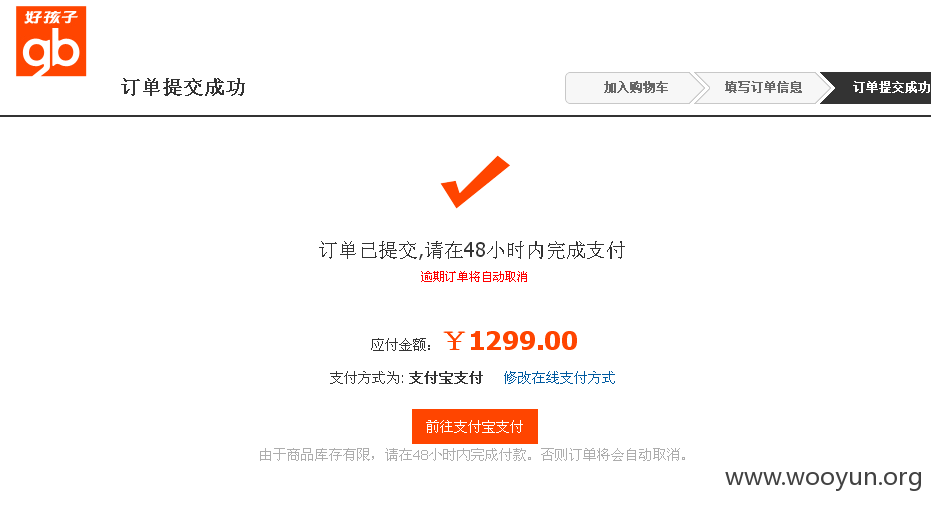 好孩子
gb
订单提交成功
加入购物车
填写订单信息
订单提交成功
订单已提交,请在48小时内完成支付
逾期订单将自动取消
应付金额：￥1299.00
支付方式为: 支付宝支付 修改在线支付方式
前往支付宝支付
由于商品库存有限，请在48小时内完成付款。否则订单将会自动取消。
www.wooyun.org